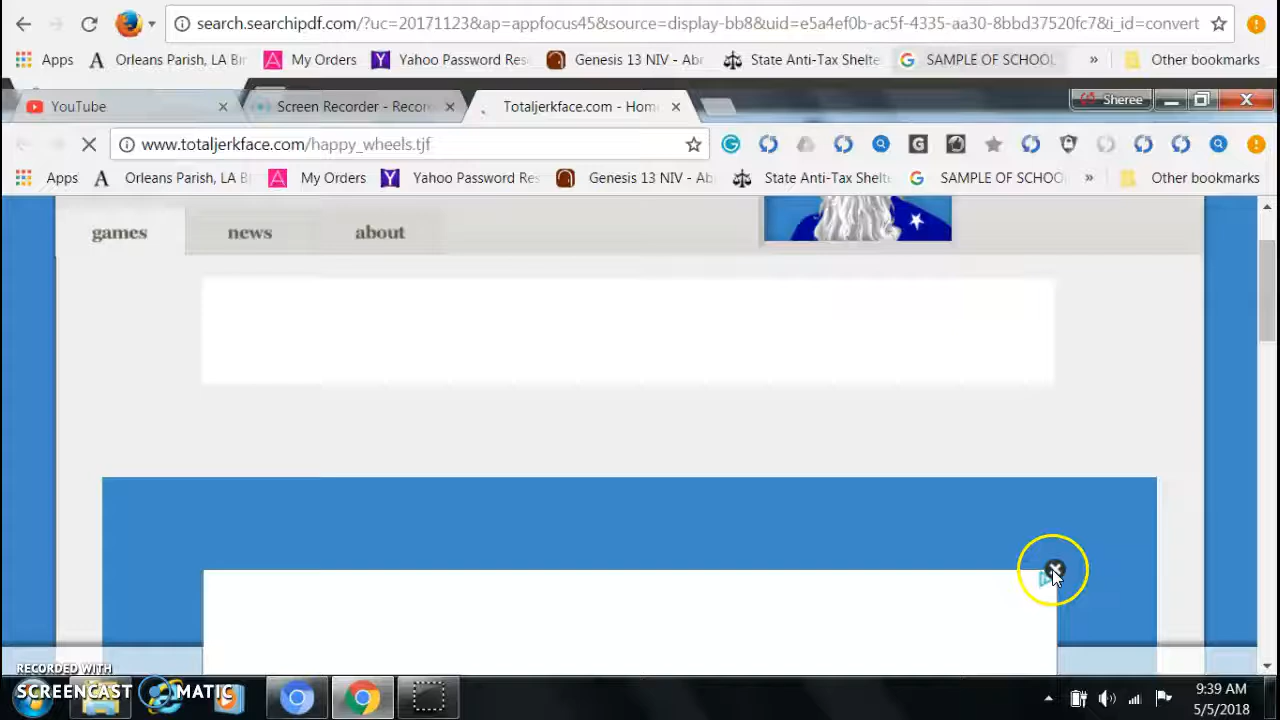 search.searchipdf.com/?uc=20171123&ap=appfocus45&source=display-bb8&uid=e5a4ef0b-ac5f-4335-aa30-8bbd37520fc7&i_id=convert
Apps Orleans Parish, LA Bi My Orders Yahoo Password Res Genesis 13 NIV - Abr State Anti-Tax Shelte SAMPLE OF SCHOOL » Other bookmarks
YouTube Screen Recorder - Record Totaljerkface.com - Hom Sheree
www.totaljerkface.com/happy_wheels.tjf
Apps Orleans Parish, LA Bi My Orders Yahoo Password Res Genesis 13 NIV - Ab State Anti-Tax Shelte SAMPLE OF SCHOO » Other bookmarks
games news about
RECORDED WITH
SCREENCAST MATIC
9:39 AM
5/5/2018